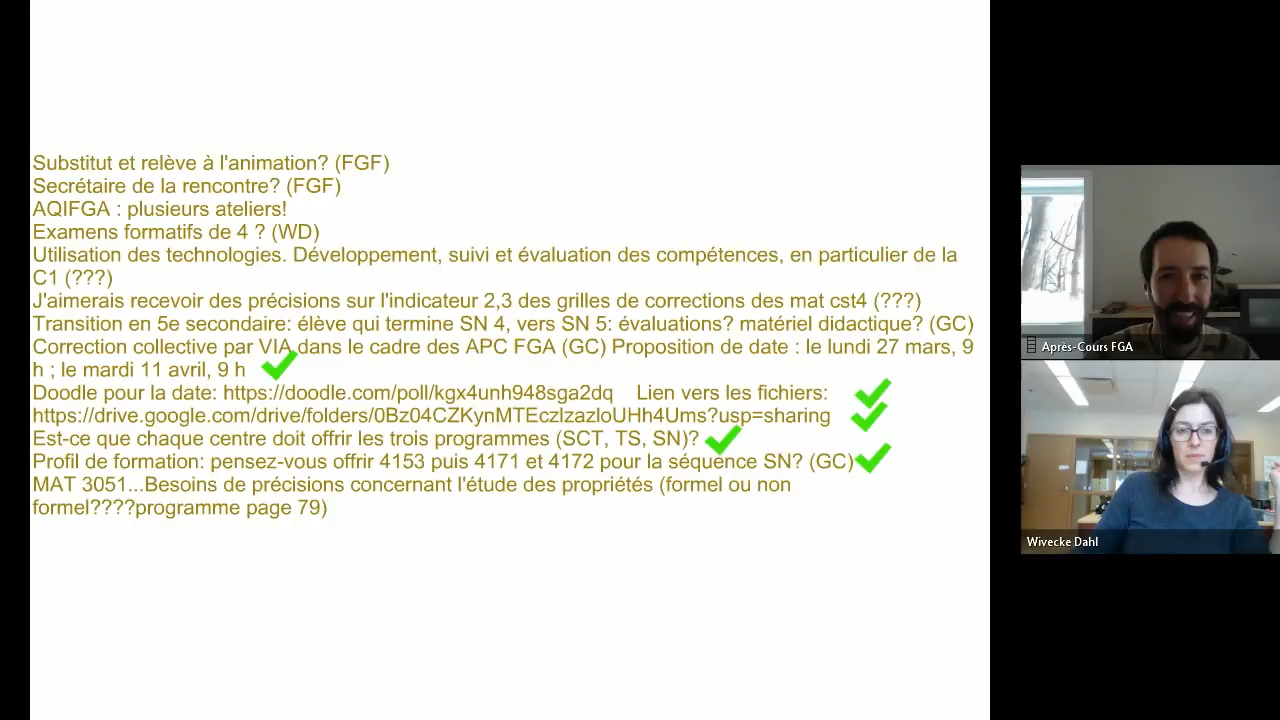 Substitut et relève à l'animation? (FGF)
Secrétaire de la rencontre? (FGF)
AQIFGA : plusieurs ateliers!
Examens formatifs de 4 ? (WD)
Utilisation des technologies. Développement, suivi et évaluation des compétences, en particulier de la
C1 (???)
J'aimerais recevoir des précisions sur l'indicateur 2,3 des grilles de corrections des mat cst4 (???)
Transition en 5e secondaire: élève qui termine SN 4, vers SN 5: évaluations? matériel didactique? (GC)
Correction collective par VIA dans le cadre des APC FGA (GC) Proposition de date : le lundi 27 mars, 9
h ; le mardi 11 avril, 9 h
Doodle pour la date: https://doodle.com/poll/kgx4unh948sga2dq Lien vers les fichiers:
https://drive.google.com/drive/folders/0Bz04CZKynMTEczlzazloUHh4Ums?usp=sharing
Est-ce que chaque centre doit offrir les trois programmes (SCT, TS, SN)?
Profil de formation: pensez-vous offrir 4153 puis 4171 et 4172 pour la séquence SN? (GC)
MAT 3051...Besoins de précisions concernant l'étude des propriétés (formel ou non
formel????programme page 79)
Après-Cours FGA
Wivecke Dahl